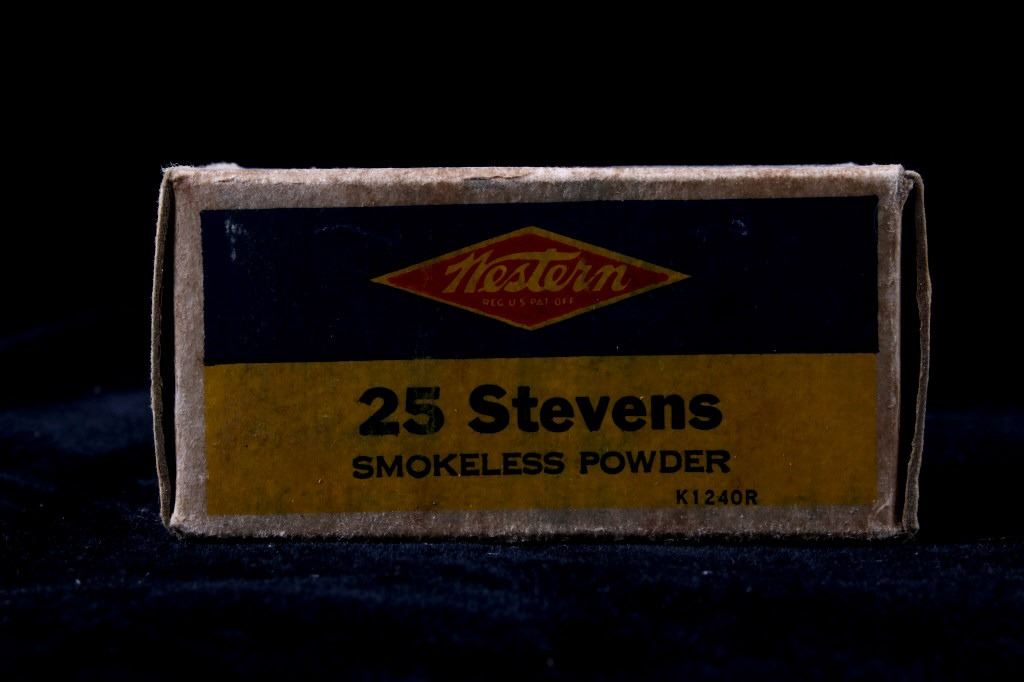 Western
REG U S PAT OFF
25 Stevens
SMOKELESS POWDER
K1240R